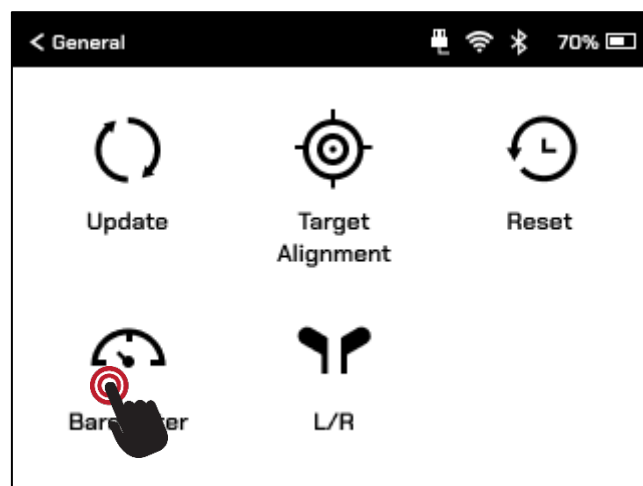 < General
70%
Update
Target
Alignment
Reset
L/R